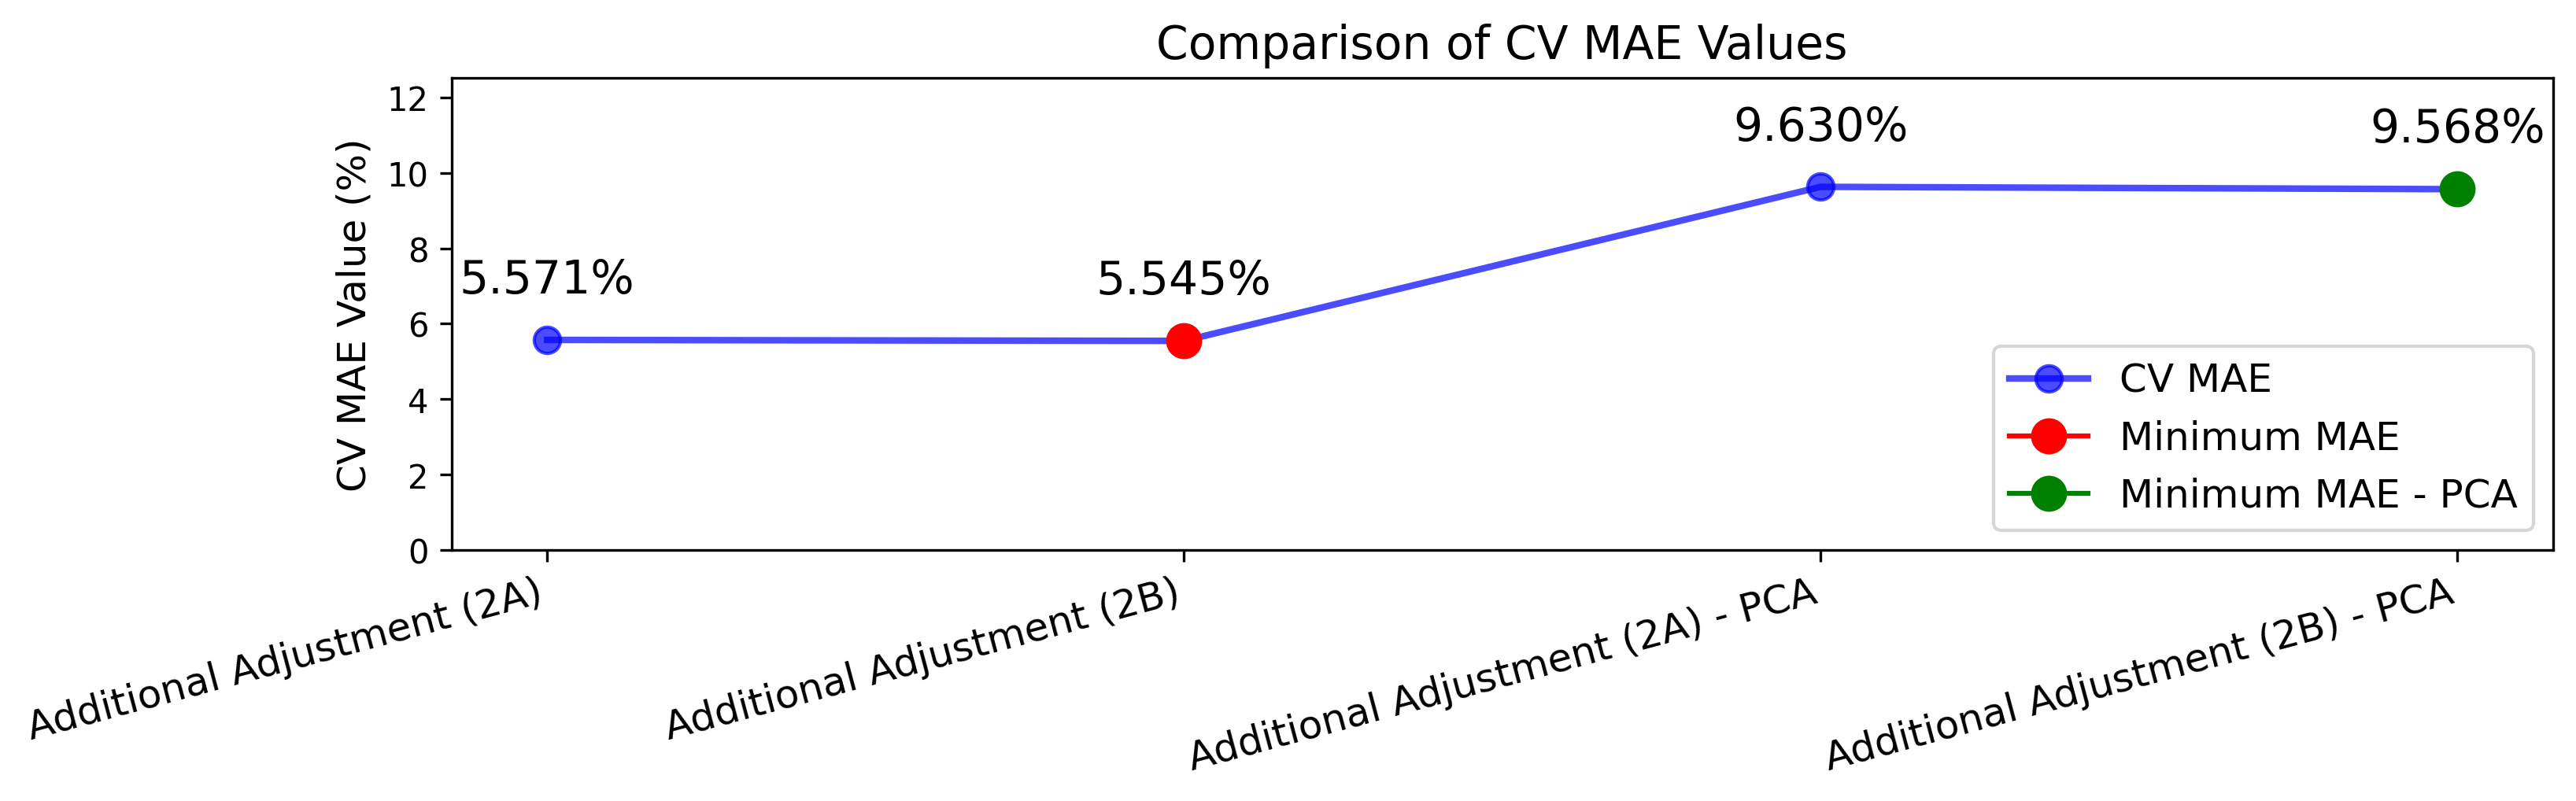 Comparison of CV MAE Values
CV MAE Value (%)
12
10
8
6
4
2
0
5.571%
5.545%
9.630%
9.568%
CV MAE
Minimum MAE
Minimum MAE - PCA
Additional Adjustment (2A)
Additional Adjustment (2B)
Additional Adjustment (2A) - PCA
Additional Adjustment (2B) - PCA